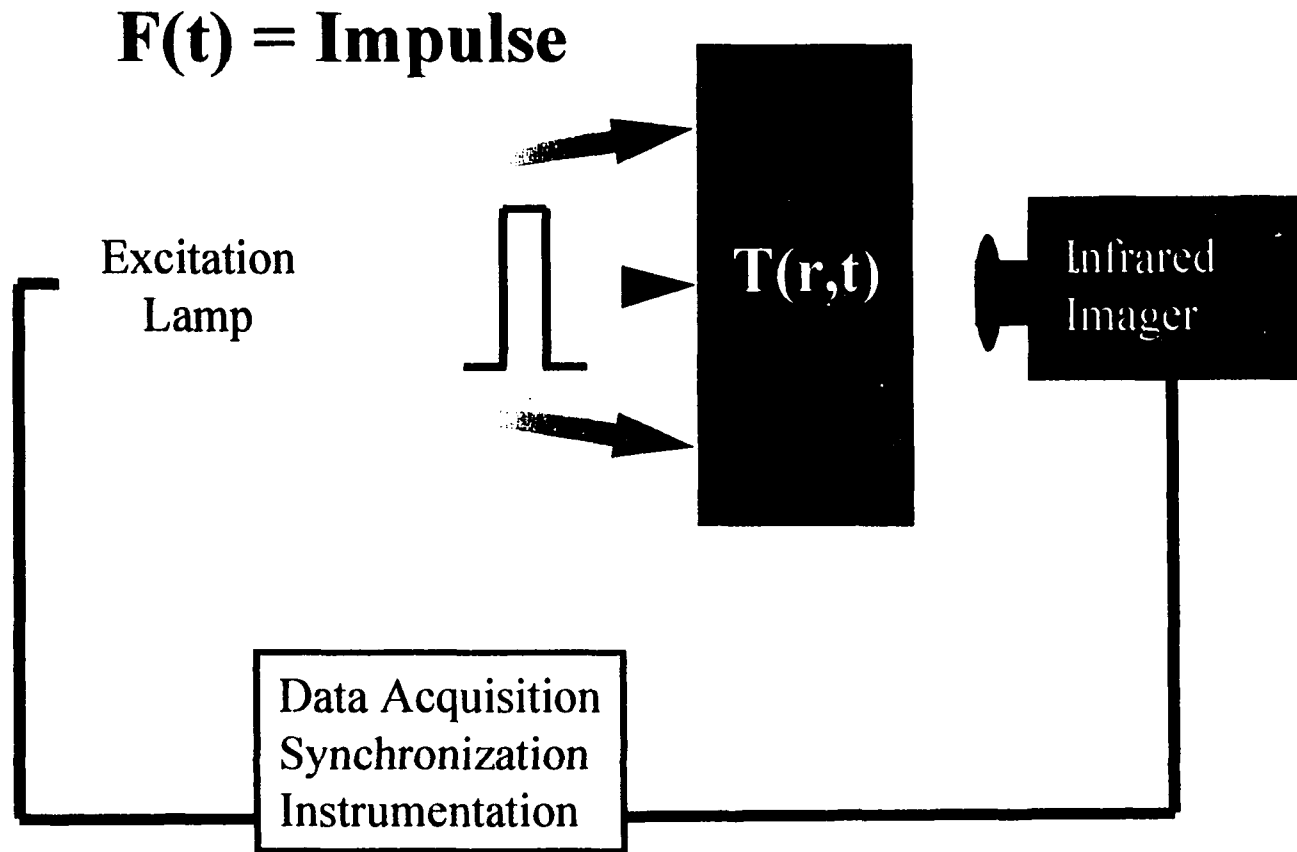 F(t) = Impulse
Excitation
Lamp
T(r,t)
Infrared
Imager
Data Acquisition
Synchronization
Instrumentation